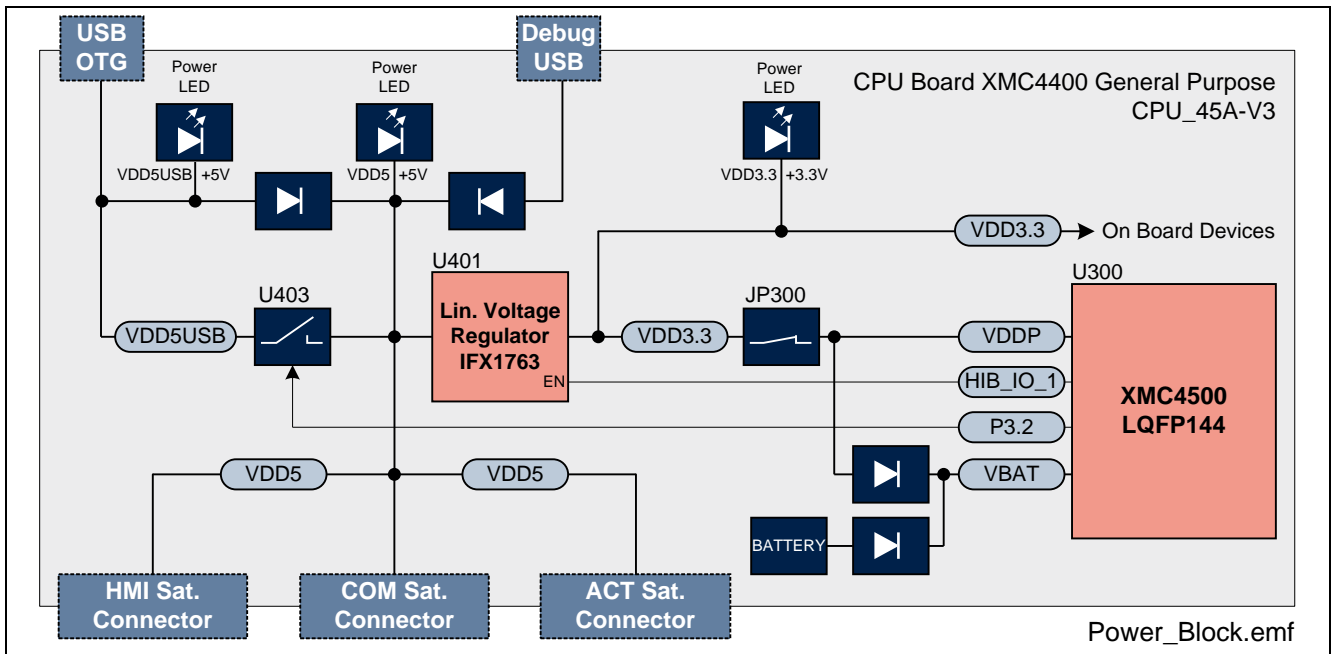 USB
OTG
Debug
USB
Power
LED
Power
LED
Power
LED
CPU Board XMC4400 General Purpose
CPU_45A-V3
VDD5USB +5V
VDD5 +5V
VDD3.3 +3.3V
VDD3.3
On Board Devices
U401
U300
U403
JP300
Lin. Voltage
Regulator
IFX1763
EN
VDD5USB
VDD3.3
VDDP
HIB_IO_1
P3.2
VBAT
XMC4500
LQFP144
VDD5
VDD5
BATTERY
HMI Sat.
Connector
COM Sat.
Connector
ACT Sat.
Connector
Power_Block.emf